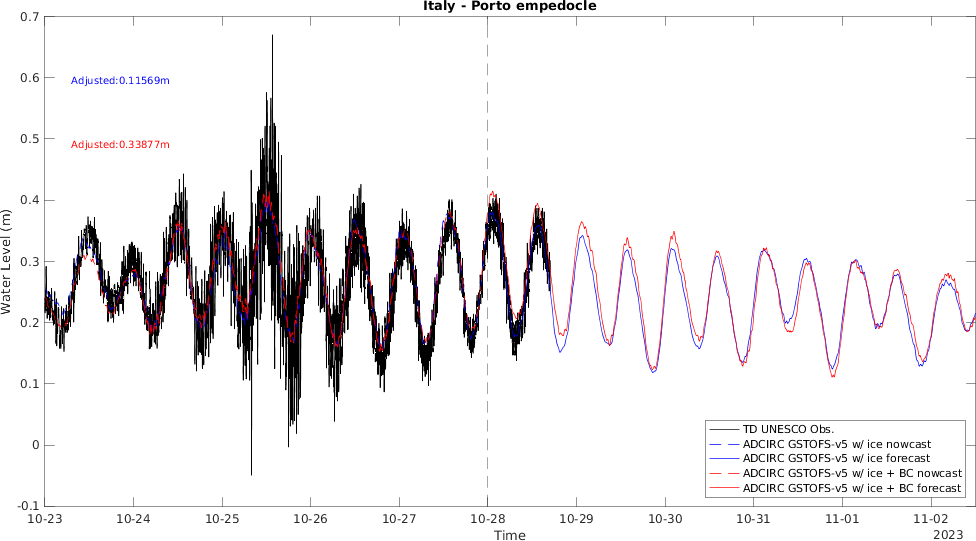 Italy - Porto empedocle
0.7
0.6
0.5
0.4
0.3
0.2
0.1
0
-0.1
Water Level (m)
Adjusted:0.11569m
Adjusted:0.33877m
TD UNESCO Obs.
ADCIRC GSTOFS-v5 w/ ice nowcast
ADCIRC GSTOFS-v5 w/ ice forecast
ADCIRC GSTOFS-v5 w/ ice + BC nowcast
ADCIRC GSTOFS-v5 w/ ice + BC forecast
10-23 10-24 10-25 10-26 10-27 10-28 10-29 10-30 10-31 11-01 11-02
Time
2023